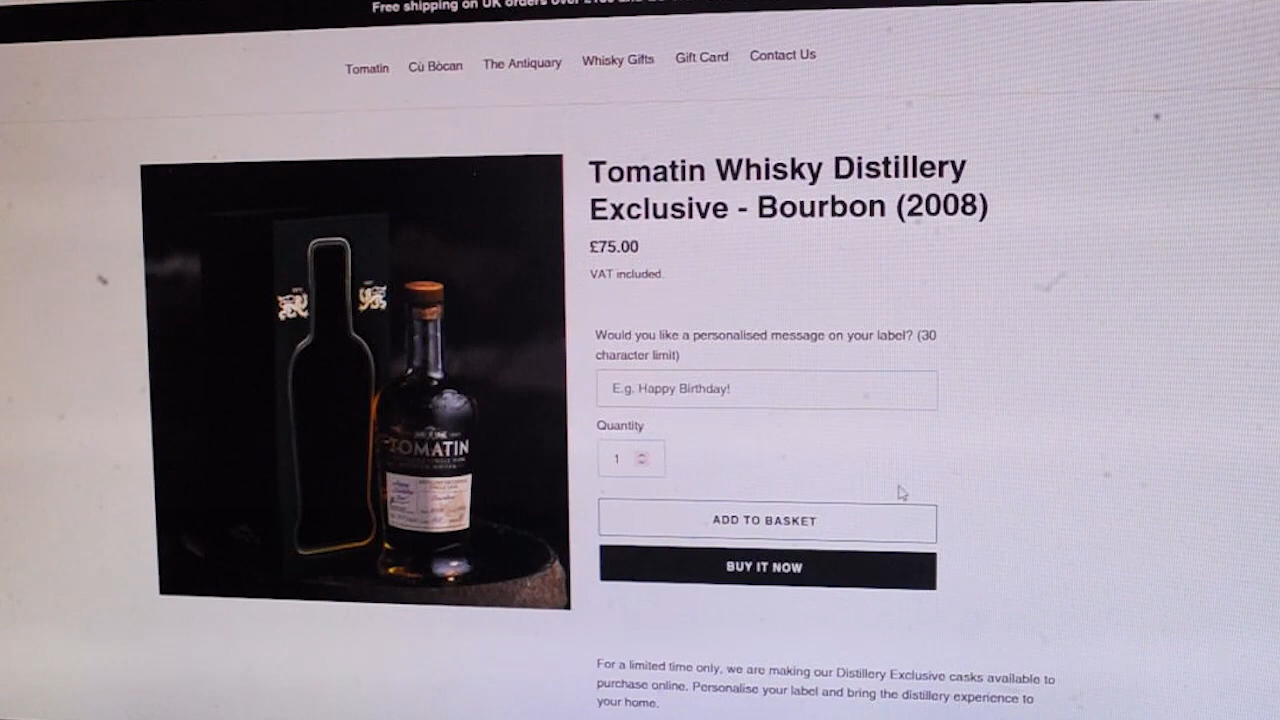 Free shipping on UK orders over
Tomatin Cù Bòcan The Antiquary Whisky Gifts Gift Card Contact Us
Tomatin Whisky Distillery
Exclusive - Bourbon (2008)
£75.00
VAT included.
Would you like a personalised message on your label? (30
character limit)
E.g. Happy Birthday!
Quantity
1
ADD TO BASKET
BUY IT NOW
TOMATIN
For a limited time only, we are making our Distillery Exclusive casks available to
purchase online. Personalise your label and bring the distillery experience to
your home.